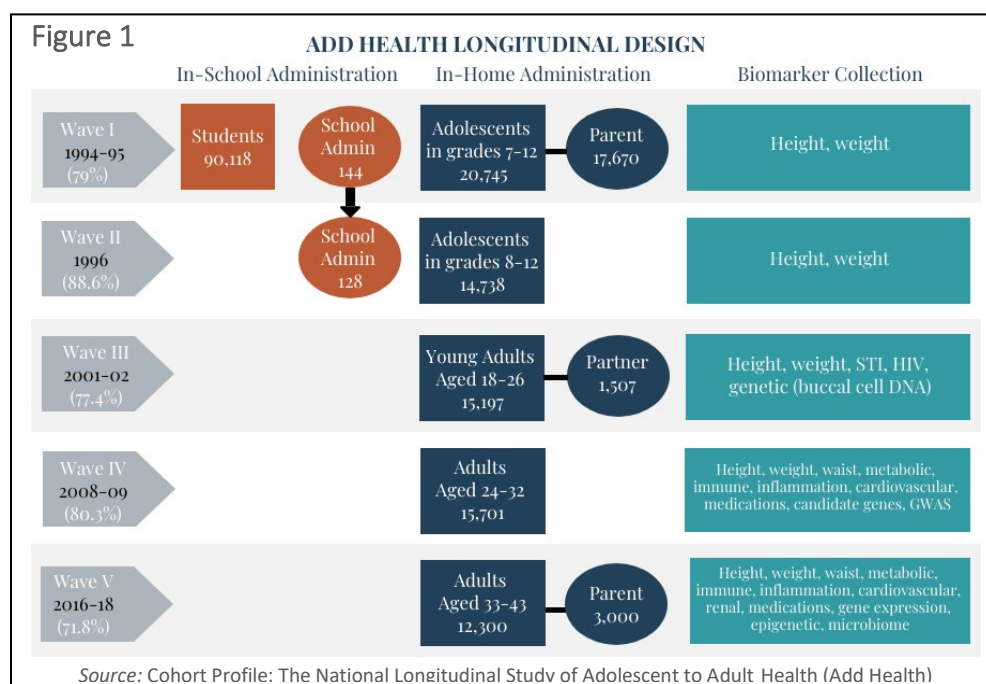 Figure 1
ADD HEALTH LONGITUDINAL DESIGN
In-School Administration
In-Home Administration
Biomarker Collection
Wave I
1994-95
(79%)
Students
90,118
School
Admin
144
Adolescents
in grades 7-12
20,745
Parent
17,670
Height, weight
Wave II
1996
(88.6%)
School
Admin
128
Adolescents
in grades 8-12
14,738
Height, weight
Wave III
2001-02
(77.4%)
Young Adults
Aged 18-26
15,197
Partner
1,507
Height, weight, STI, HIV,
genetic (buccal cell DNA)
Wave IV
2008-09
(80.3%)
Adults
Aged 24-32
15,701
Height, weight, waist, metabolic,
immune, inflammation, cardiovascular,
medications, candidate genes, GWAS
Wave V
2016-18
(71.8%)
Adults
Aged 33-43
12,300
Parent
3,000
Height, weight, waist, metabolic,
immune, inflammation, cardiovascular,
renal, medications, gene expression,
epigenetic, microbiome
Source: Cohort Profile: The National Longitudinal Study of Adolescent to Adult Health (Add Health)